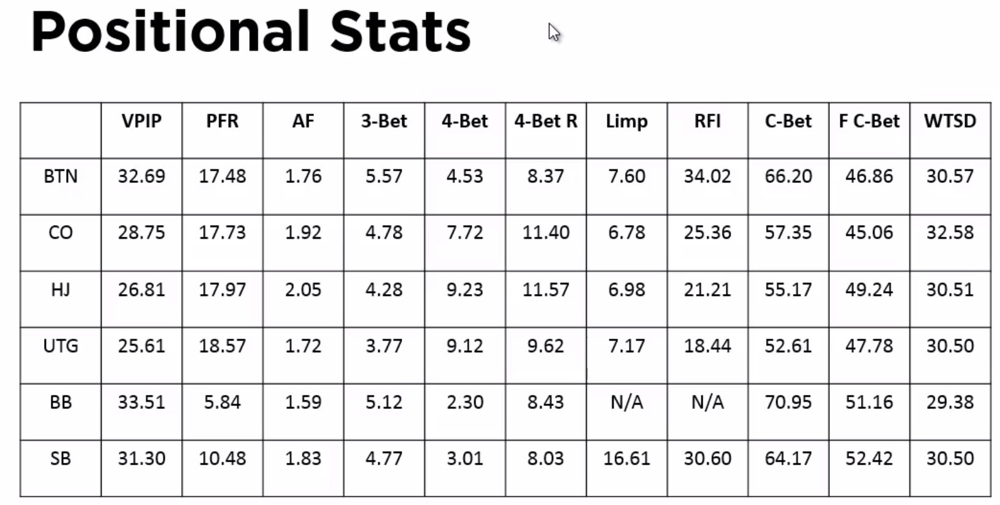 Positional Stats
VPIP PFR AF 3-Bet 4-Bet 4-Bet R Limp RFI C-Bet F C-Bet WTSD
BTN 32.69 17.48 1.76 5.57 4.53 8.37 7.60 34.02 66.20 46.86 30.57
CO 28.75 17.73 1.92 4.78 7.72 11.40 6.78 25.36 57.35 45.06 32.58
HJ 26.81 17.97 2.05 4.28 9.23 11.57 6.98 21.21 55.17 49.24 30.51
UTG 25.61 18.57 1.72 3.77 9.12 9.62 7.17 18.44 52.61 47.78 30.50
BB 33.51 5.84 1.59 5.12 2.30 8.43 N/A N/A 70.95 51.16 29.38
SB 31.30 10.48 1.83 4.77 3.01 8.03 16.61 30.60 64.17 52.42 30.50